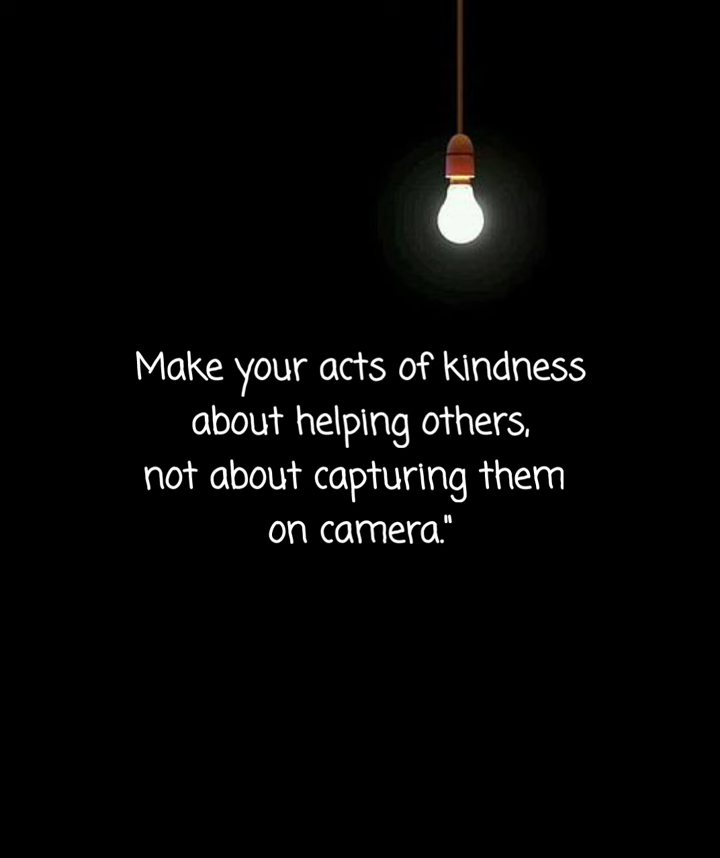 Make your acts of kindness
about helping others,
not about capturing them
on camera."